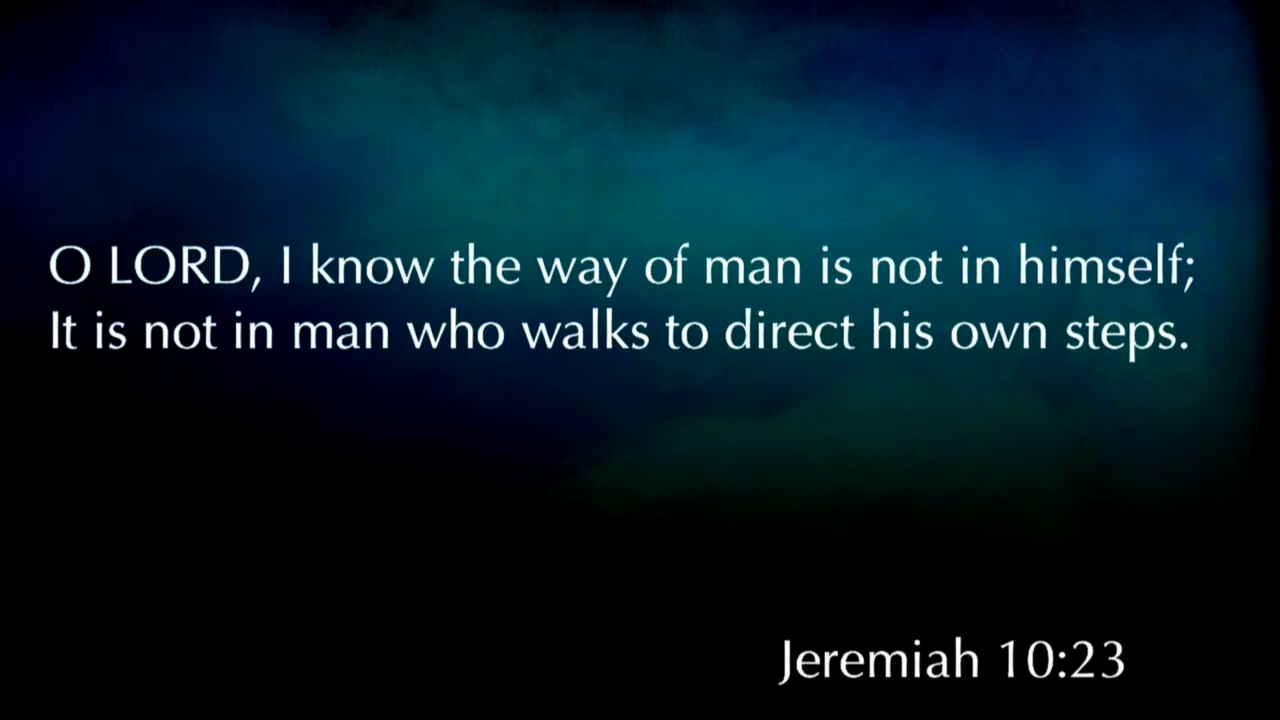 O LORD, I know the way of man is not in himself;
It is not in man who walks to direct his own steps.
Jeremiah 10:23